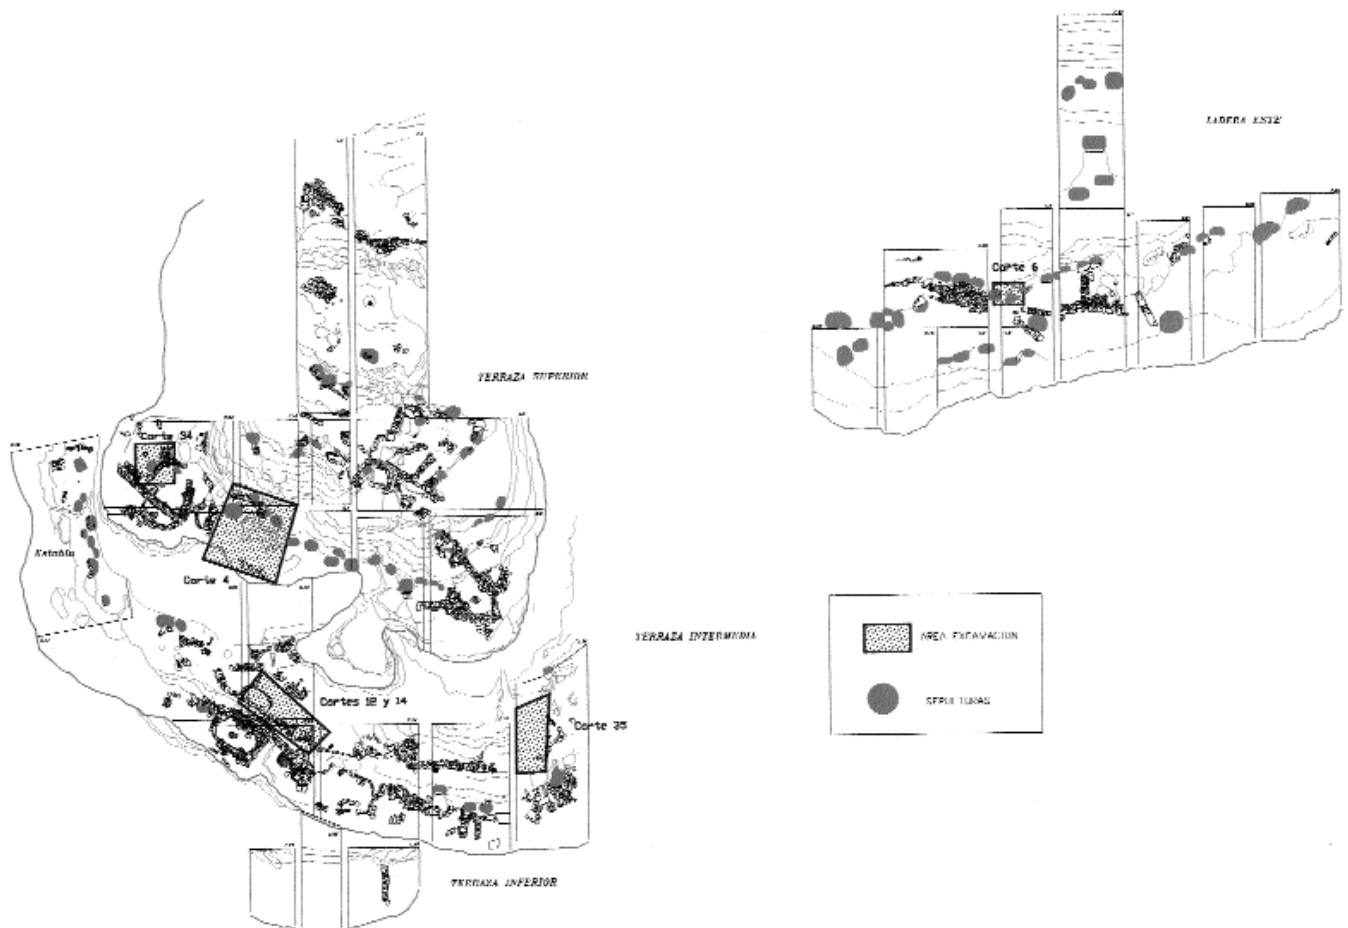 LADERA ESTE
Corte 6
TERRAZA SUPERIOR
Corte 34
Establo
Corte 4
TERRAZA INTERMEDIA
AREA EXCAVACION
SEPULTURAS
Cortes 12 y 14
Corte 35
TERRAZA INFERIOR